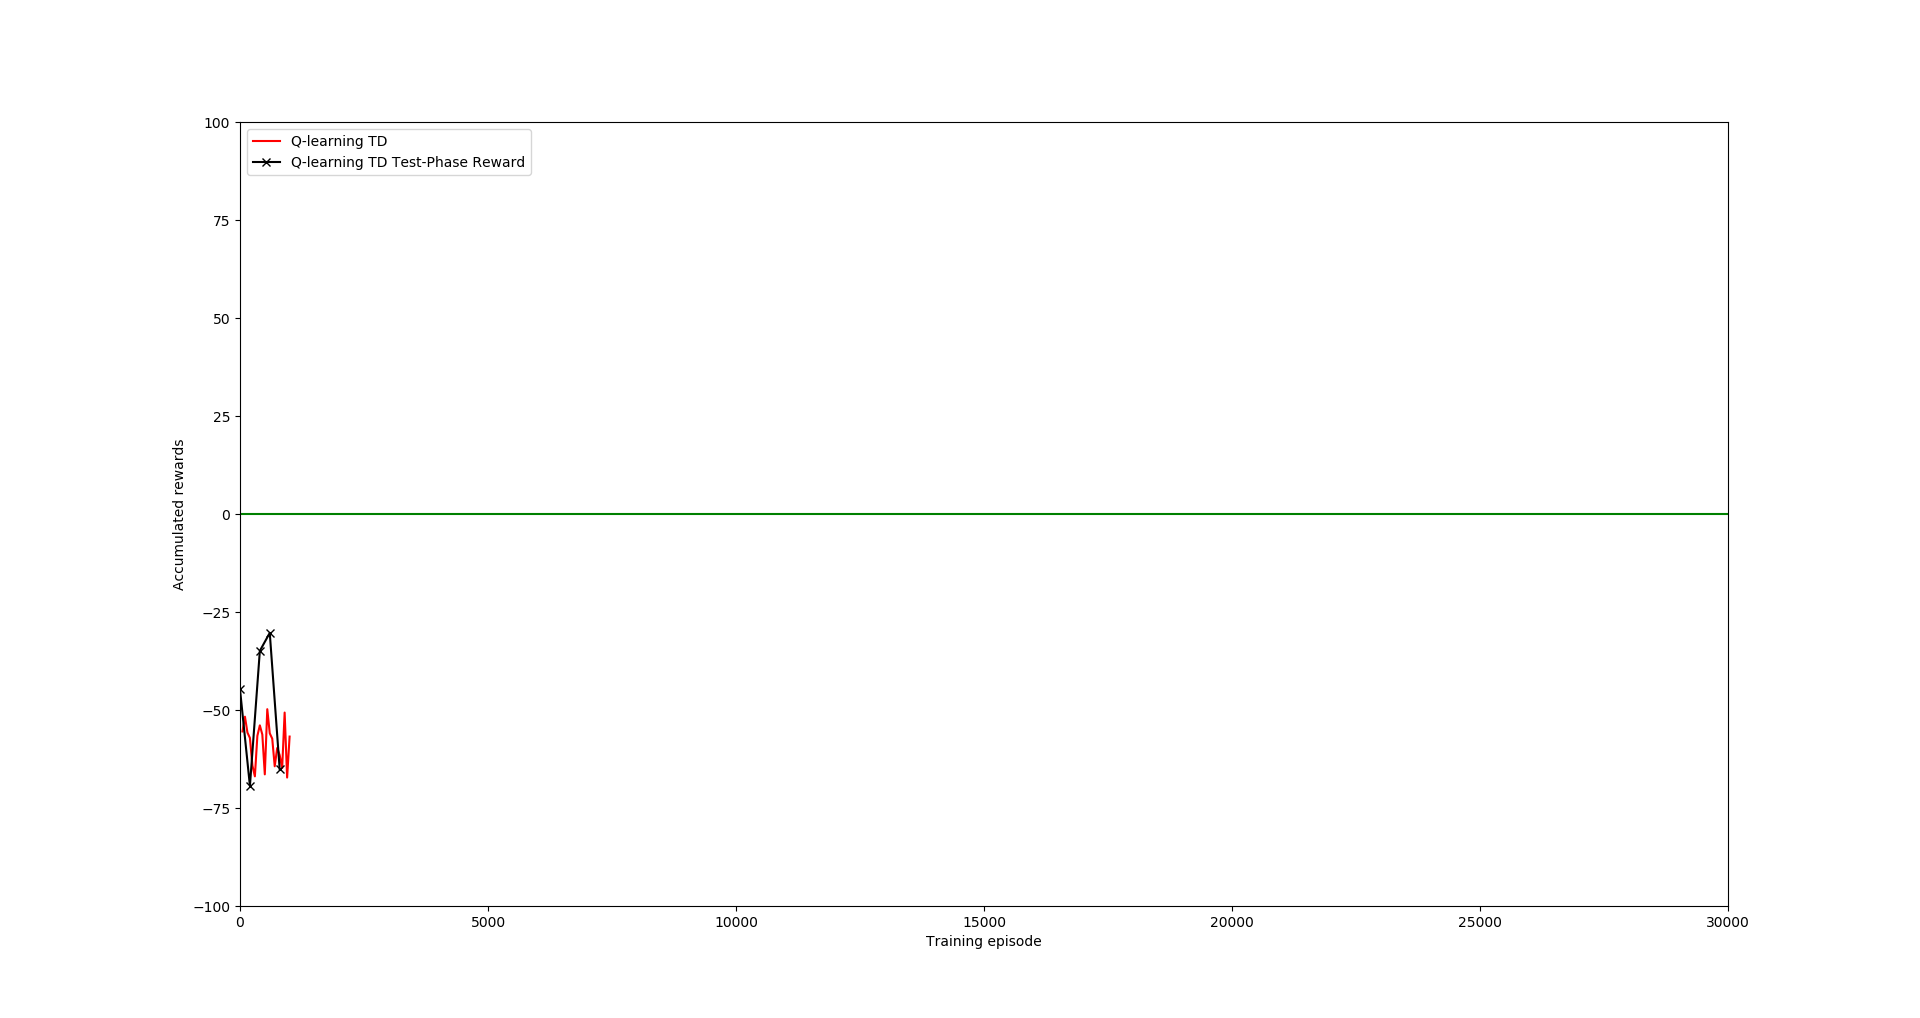 Q-learning TD
Q-learning TD Test-Phase Reward
100
75
50
25
0
−25
−50
−75
−100
Accumulated rewards
0 5000 10000 15000 20000 25000 30000
Training episode